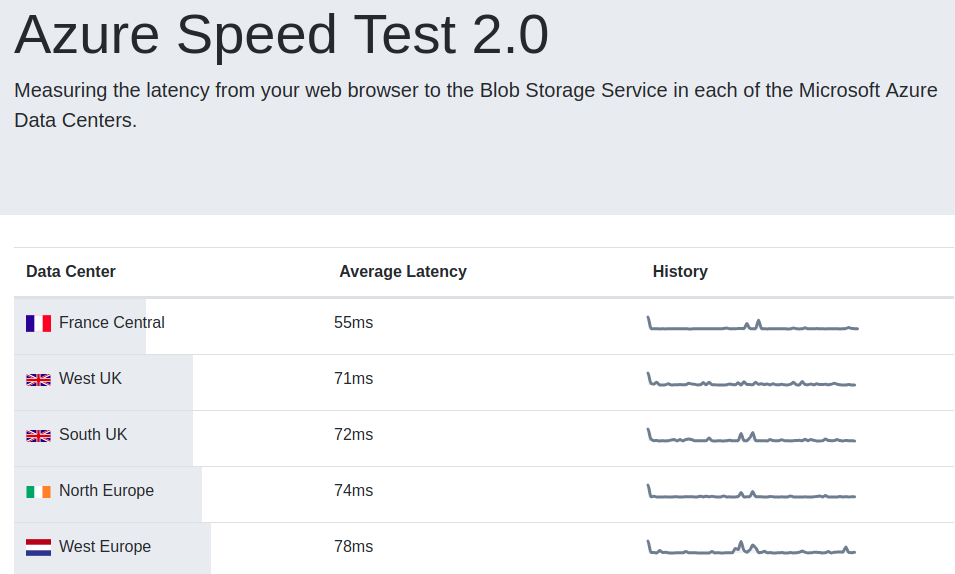 Azure Speed Test 2.0
Measuring the latency from your web browser to the Blob Storage Service in each of the Microsoft Azure
Data Centers.
Data Center Average Latency History
France Central 55ms
West UK 71ms
South UK 72ms
North Europe 74ms
West Europe 78ms